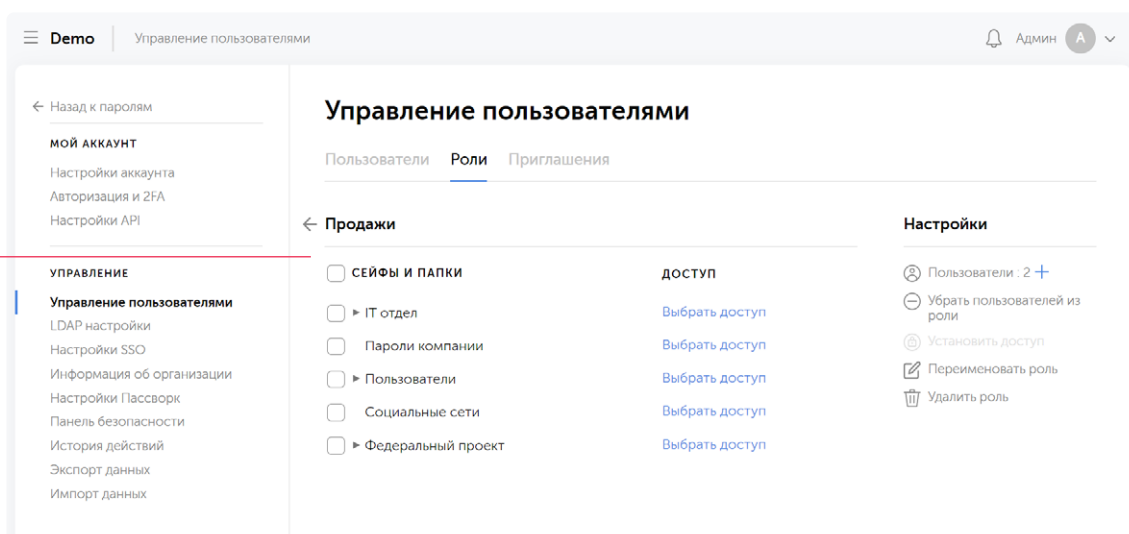 Demo
Управление пользователями
Админ
А
Назад к паролям
МОЙ АККАУНТ
Настройки аккаунта
Авторизация и 2FA
Настройки API
УПРАВЛЕНИЕ
Управление пользователями
LDAP настройки
Настройки SSO
Информация об организации
Настройки Пассворк
Панель безопасности
История действий
Экспорт данных
Импорт данных
Управление пользователями
Пользователи Роли Приглашения
Продажи
СЕЙФЫ И ПАПКИ ДОСТУП
IT отдел Выбрать доступ
Пароли компании Выбрать доступ
Пользователи Выбрать доступ
Социальные сети Выбрать доступ
Федеральный проект Выбрать доступ
Настройки
Пользователи : 2 +
Убрать пользователей из
роли
Установить доступ
Переименовать роль
Удалить роль